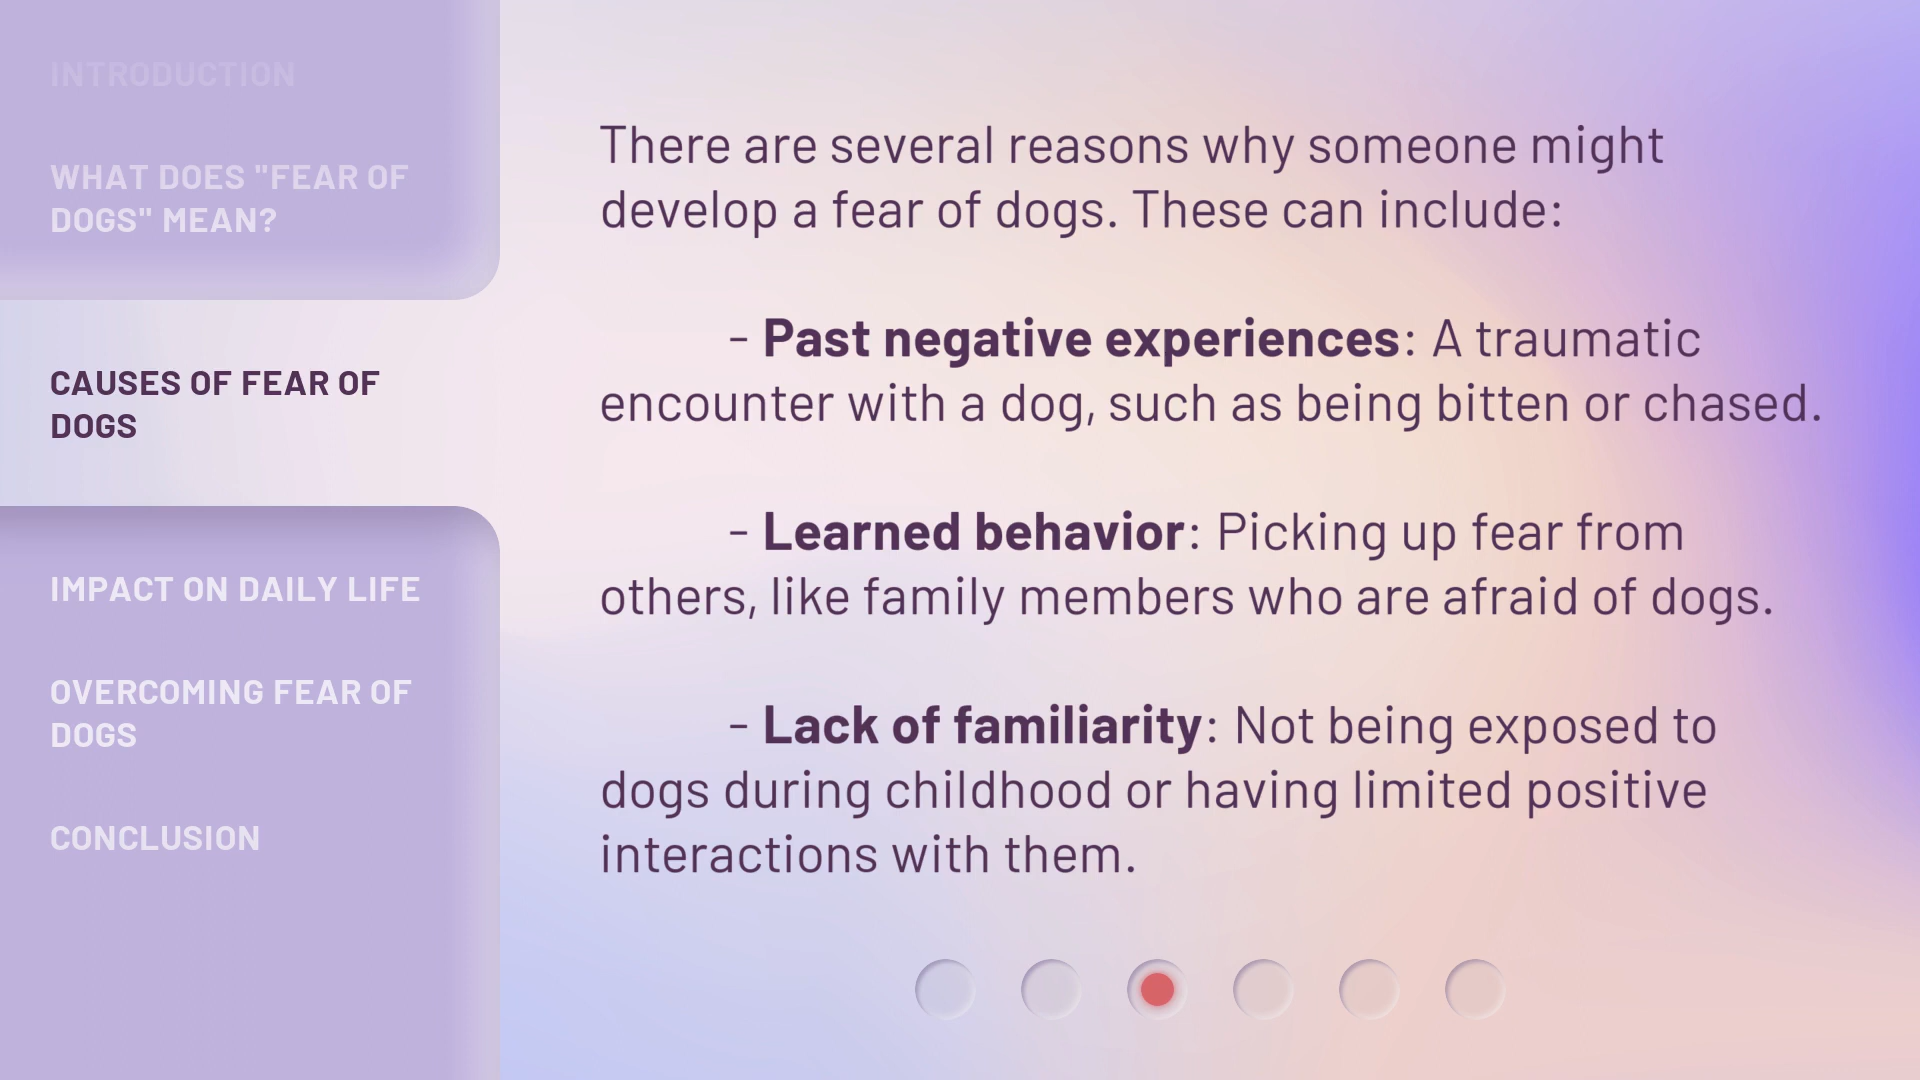 INTRODUCTION
WHAT DOES "FEAR OF
DOGS" MEAN?
CAUSES OF FEAR OF
DOGS
IMPACT ON DAILY LIFE
OVERCOMING FEAR OF
DOGS
CONCLUSION
There are several reasons why someone might
develop a fear of dogs. These can include:
- Past negative experiences: A traumatic
encounter with a dog, such as being bitten or chased.
- Learned behavior: Picking up fear from
others, like family members who are afraid of dogs.
- Lack of familiarity: Not being exposed to
dogs during childhood or having limited positive
interactions with them.